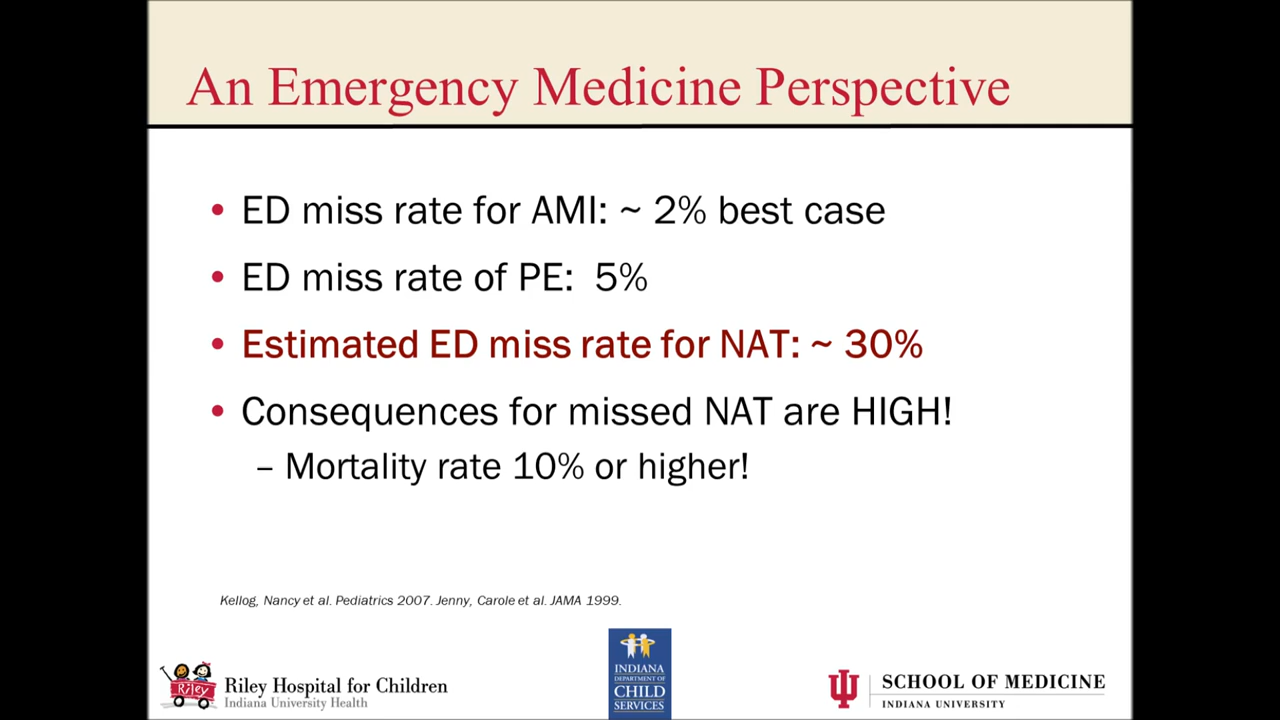 An Emergency Medicine Perspective
• ED miss rate for AMI: ~ 2% best case
• ED miss rate of PE: 5%
• Estimated ED miss rate for NAT: ~ 30%
• Consequences for missed NAT are HIGH!
– Mortality rate 10% or higher!
Kellog, Nancy et al. Pediatrics 2007. Jenny, Carole et al. JAMA 1999.
Riley
Riley Hospital for Children
Indiana University Health
INDIANA
DEPARTMENT OF
CHILD
SERVICES
SCHOOL OF MEDICINE
INDIANA UNIVERSITY